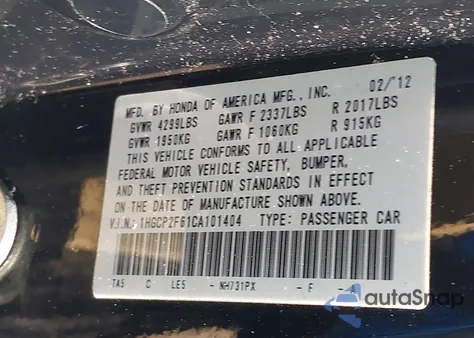 MFD. BY HONDA OF AMERICA MFG., INC. 02/'12
GVWR 4299LBS GAWR F 2337LBS R 2017LBS
GVWR 1950KG GAWR F 1060KG R 915KG
THIS VEHICLE CONFORMS TO ALL APPLICABLE
FEDERAL MOTOR VEHICLE SAFETY, BUMPER,
AND THEFT PREVENTION STANDARDS IN EFFECT
ON THE DATE OF MANUFACTURE SHOWN ABOVE.
V.I.N.: 1HGCP2F61CA101404 TYPE: PASSENGER CAR
TA5 C LE5 - NH731PX - F - A
autoSnap